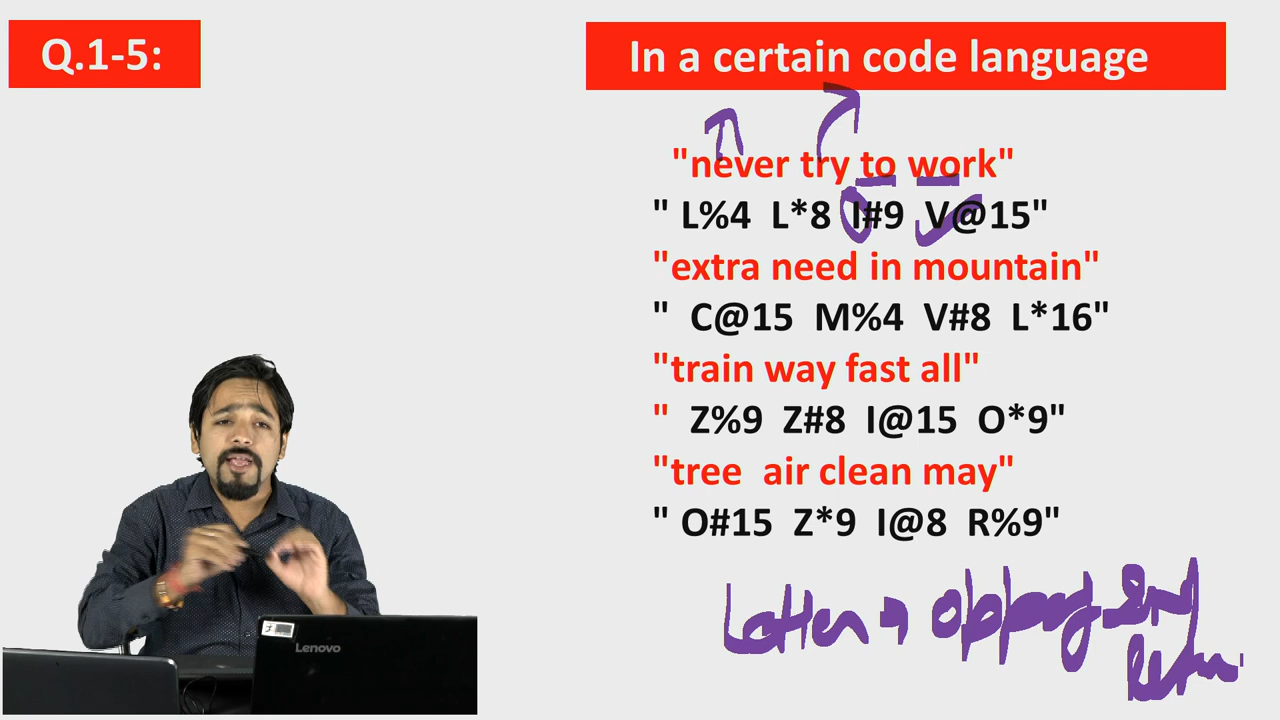 Q.1-5:
In a certain code language
"never try to work"
" L%4 L*8 I#9 V@15"
"extra need in mountain"
" C@15 M%4 V#8 L*16"
"train way fast all"
" Z%9 Z#8 I@15 O*9"
"tree air clean may"
" O#15 Z*9 I@8 R%9"
Letter
Lenovo